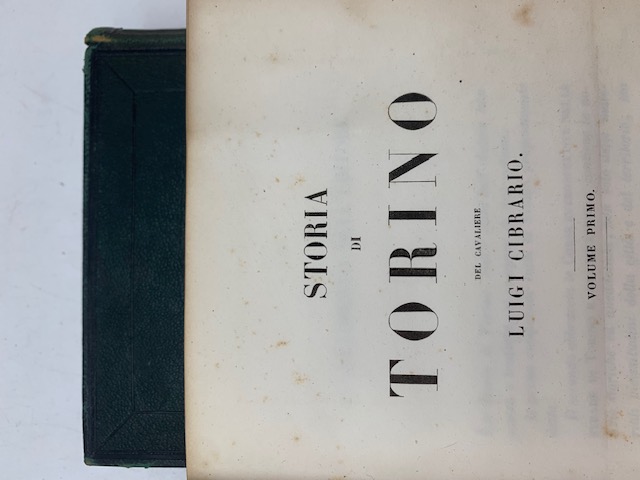 STORIA
DI
TORINO
DEL CAVALIERE
LUIGI CIBRARIO.
VOLUME PRIMO.